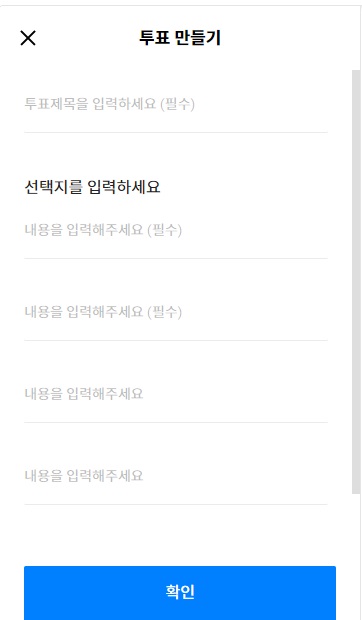 투표 만들기
투표제목을 입력하세요 (필수)
선택지를 입력하세요
내용을 입력해주세요 (필수)
내용을 입력해주세요 (필수)
내용을 입력해주세요
내용을 입력해주세요
확인